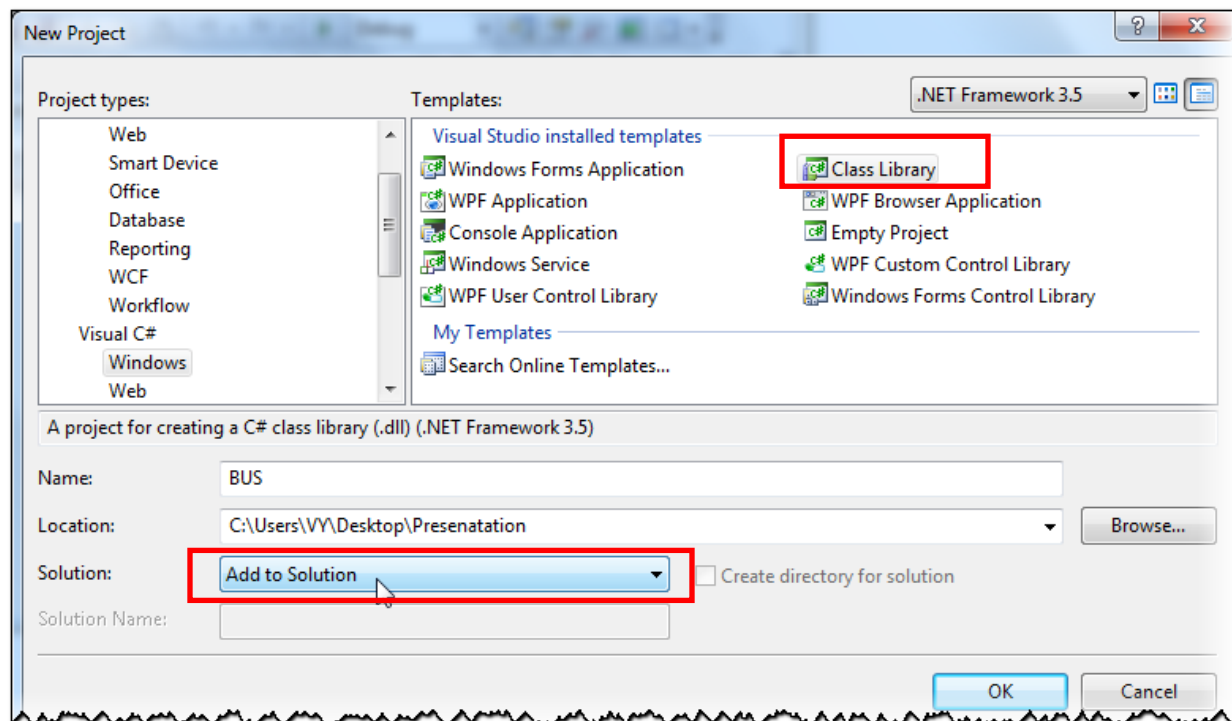 New Project
Project types:
Templates:
.NET Framework 3.5
Web
Smart Device
Office
Database
Reporting
WCF
Workflow
Visual C#
Windows
Web
Visual Studio installed templates
Windows Forms Application
Class Library
WPF Application
WPF Browser Application
Console Application
Empty Project
Windows Service
WPF Custom Control Library
WPF User Control Library
Windows Forms Control Library
My Templates
Search Online Templates...
A project for creating a C# class library (.dll) (.NET Framework 3.5)
Name:
BUS
Location:
C:\Users\VY\Desktop\Presenatation
Browse...
Solution:
Add to Solution
Create directory for solution
Solution Name:
OK
Cancel